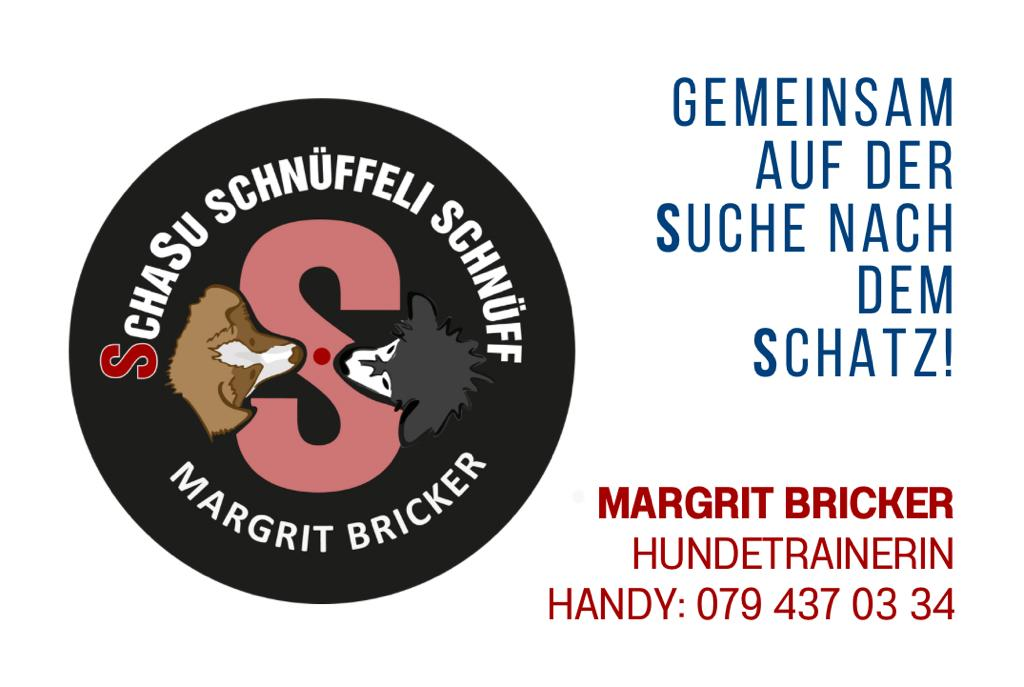 SCHASU SCHNÜFFELI SCHNÜFF
S
MARGRIT BRICKER
GEMEINSAM
AUF DER
SUCHE NACH
DEM
SCHATZ!
MARGRIT BRICKER
HUNDETRAINERIN
HANDY: 079 437 03 34